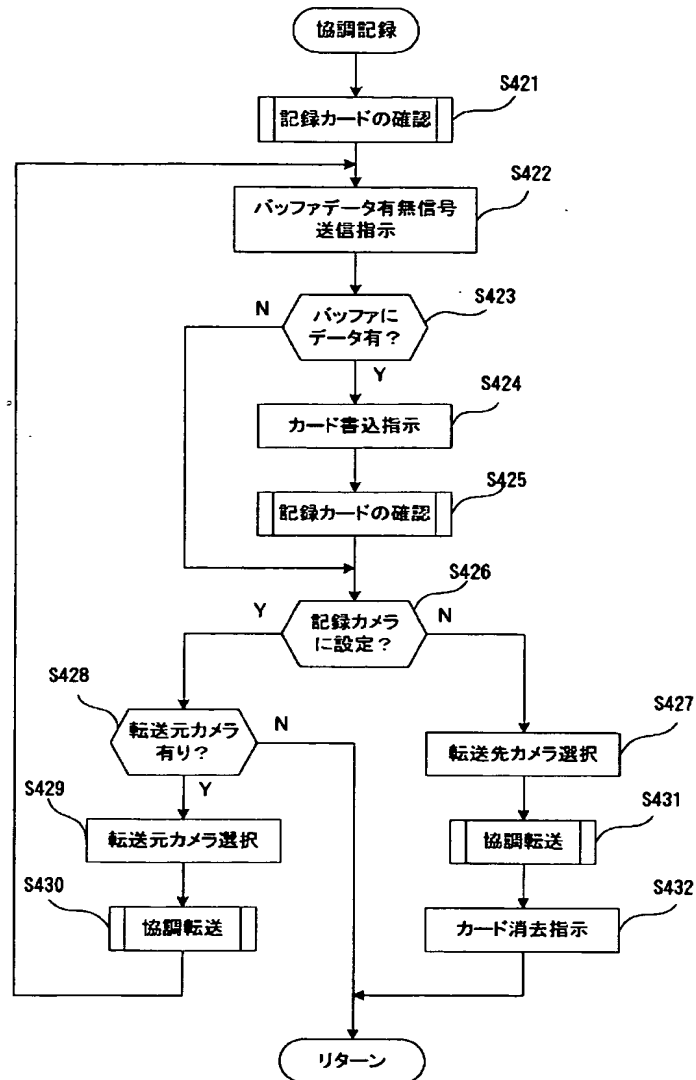 協調記録
S421
記録カードの確認
S422
バッファデータ有無信号
送信指示
S423
N
バッファに
データ有?
Y
S424
カード書込指示
S425
記録カードの確認
S426
Y
記録カメラ
に設定?
N
S428
転送元カメラ
有り?
N
S427
転送先カメラ選択
Y
S429
転送元カメラ選択
S431
協調転送
S430
協調転送
S432
カード消去指示
リターン